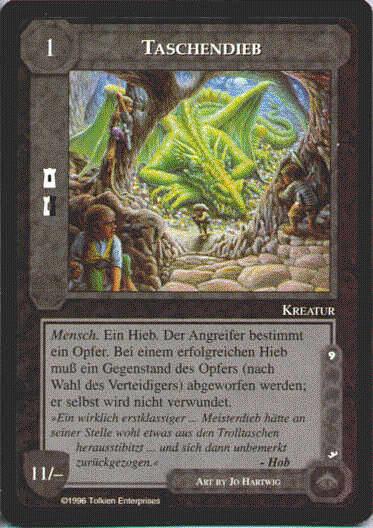 1
TASCHENDIEB
KREATUR
Mensch. Ein Hieb. Der Angreifer bestimmt
ein Opfer. Bei einem erfolgreichen Hieb
muß ein Gegenstand des Opfers (nach
Wahl des Verteidigers) abgeworfen werden;
er selbst wird nicht verwundet.
»Ein wirklich erstklassiger ... Meisterdieb hätte an
seiner Stelle wohl etwas aus den Trolltaschen
herausstibitzt ... und sich dann unbemerkt
zurückgezogen.« - Hob
9
11/–
ART BY JO HARTWIG
©1996 Tolkien Enterprises